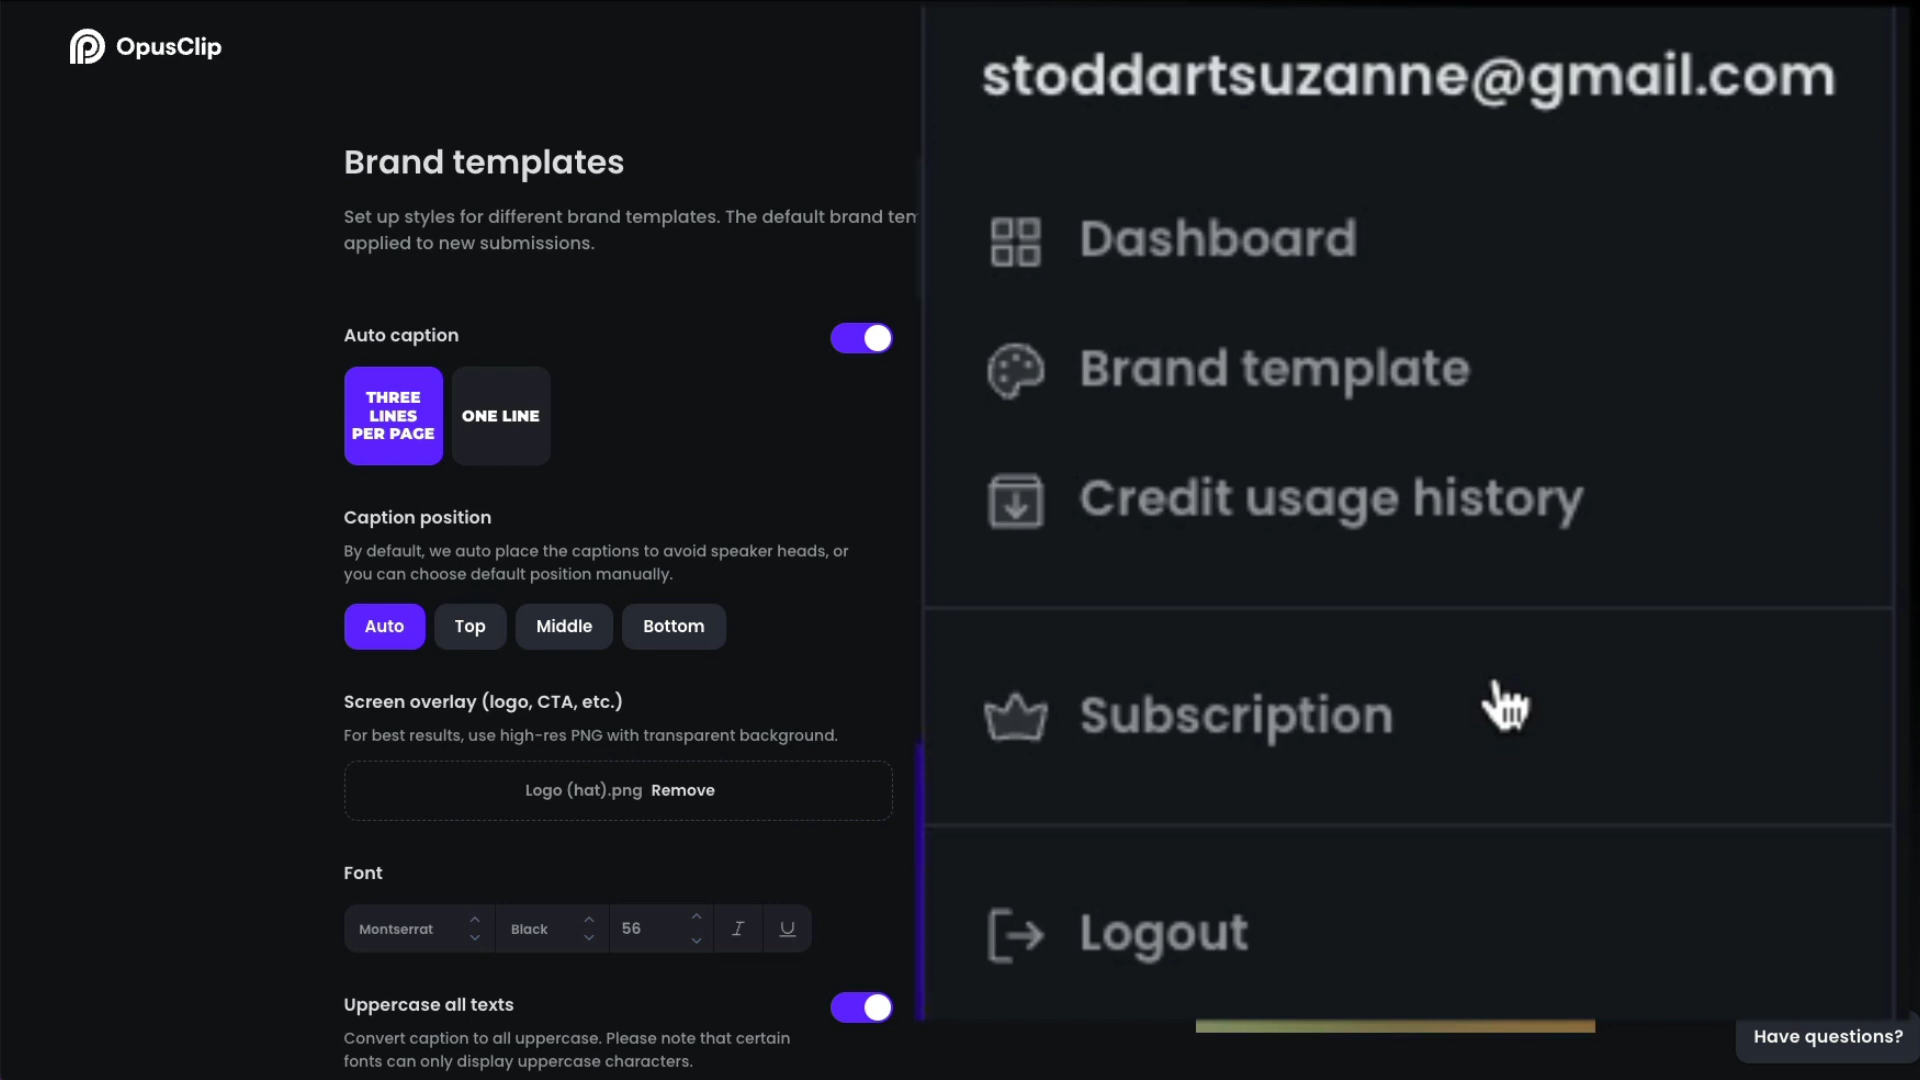 OpusClip
Brand templates
Set up styles for different brand templates. The default brand
applied to new submissions.
Auto caption
THREE
LINES
PER PAGE
ONE LINE
Caption position
By default, we auto place the captions to avoid speaker heads, or
you can choose default position manually.
Auto
Top
Middle
Bottom
Screen overlay (logo, CTA, etc.)
For best results, use high-res PNG with transparent background.
Logo (hat).png Remove
Font
Montserrat
Black
56
I
U
Uppercase all texts
Convert caption to all uppercase. Please note that certain
fonts can only display uppercase characters.
stoddartsuzanne@gmail.com
Dashboard
Brand template
Credit usage history
Subscription
Logout
Have questions?